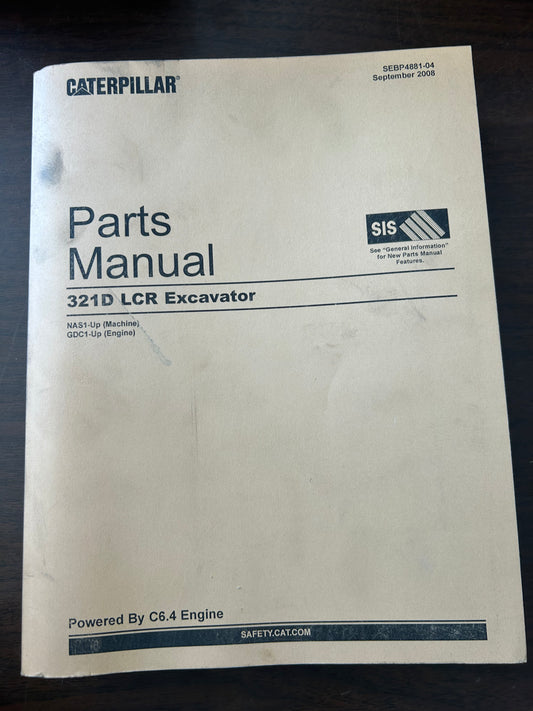 CATERPILLAR®
SEBP4881-04
September 2008
Parts
Manual
SIS
See "General Information"
for New Parts Manual
Features.
321D LCR Excavator
NAS1-Up (Machine)
GDC1-Up (Engine)
Powered By C6.4 Engine
SAFETY.CAT.COM